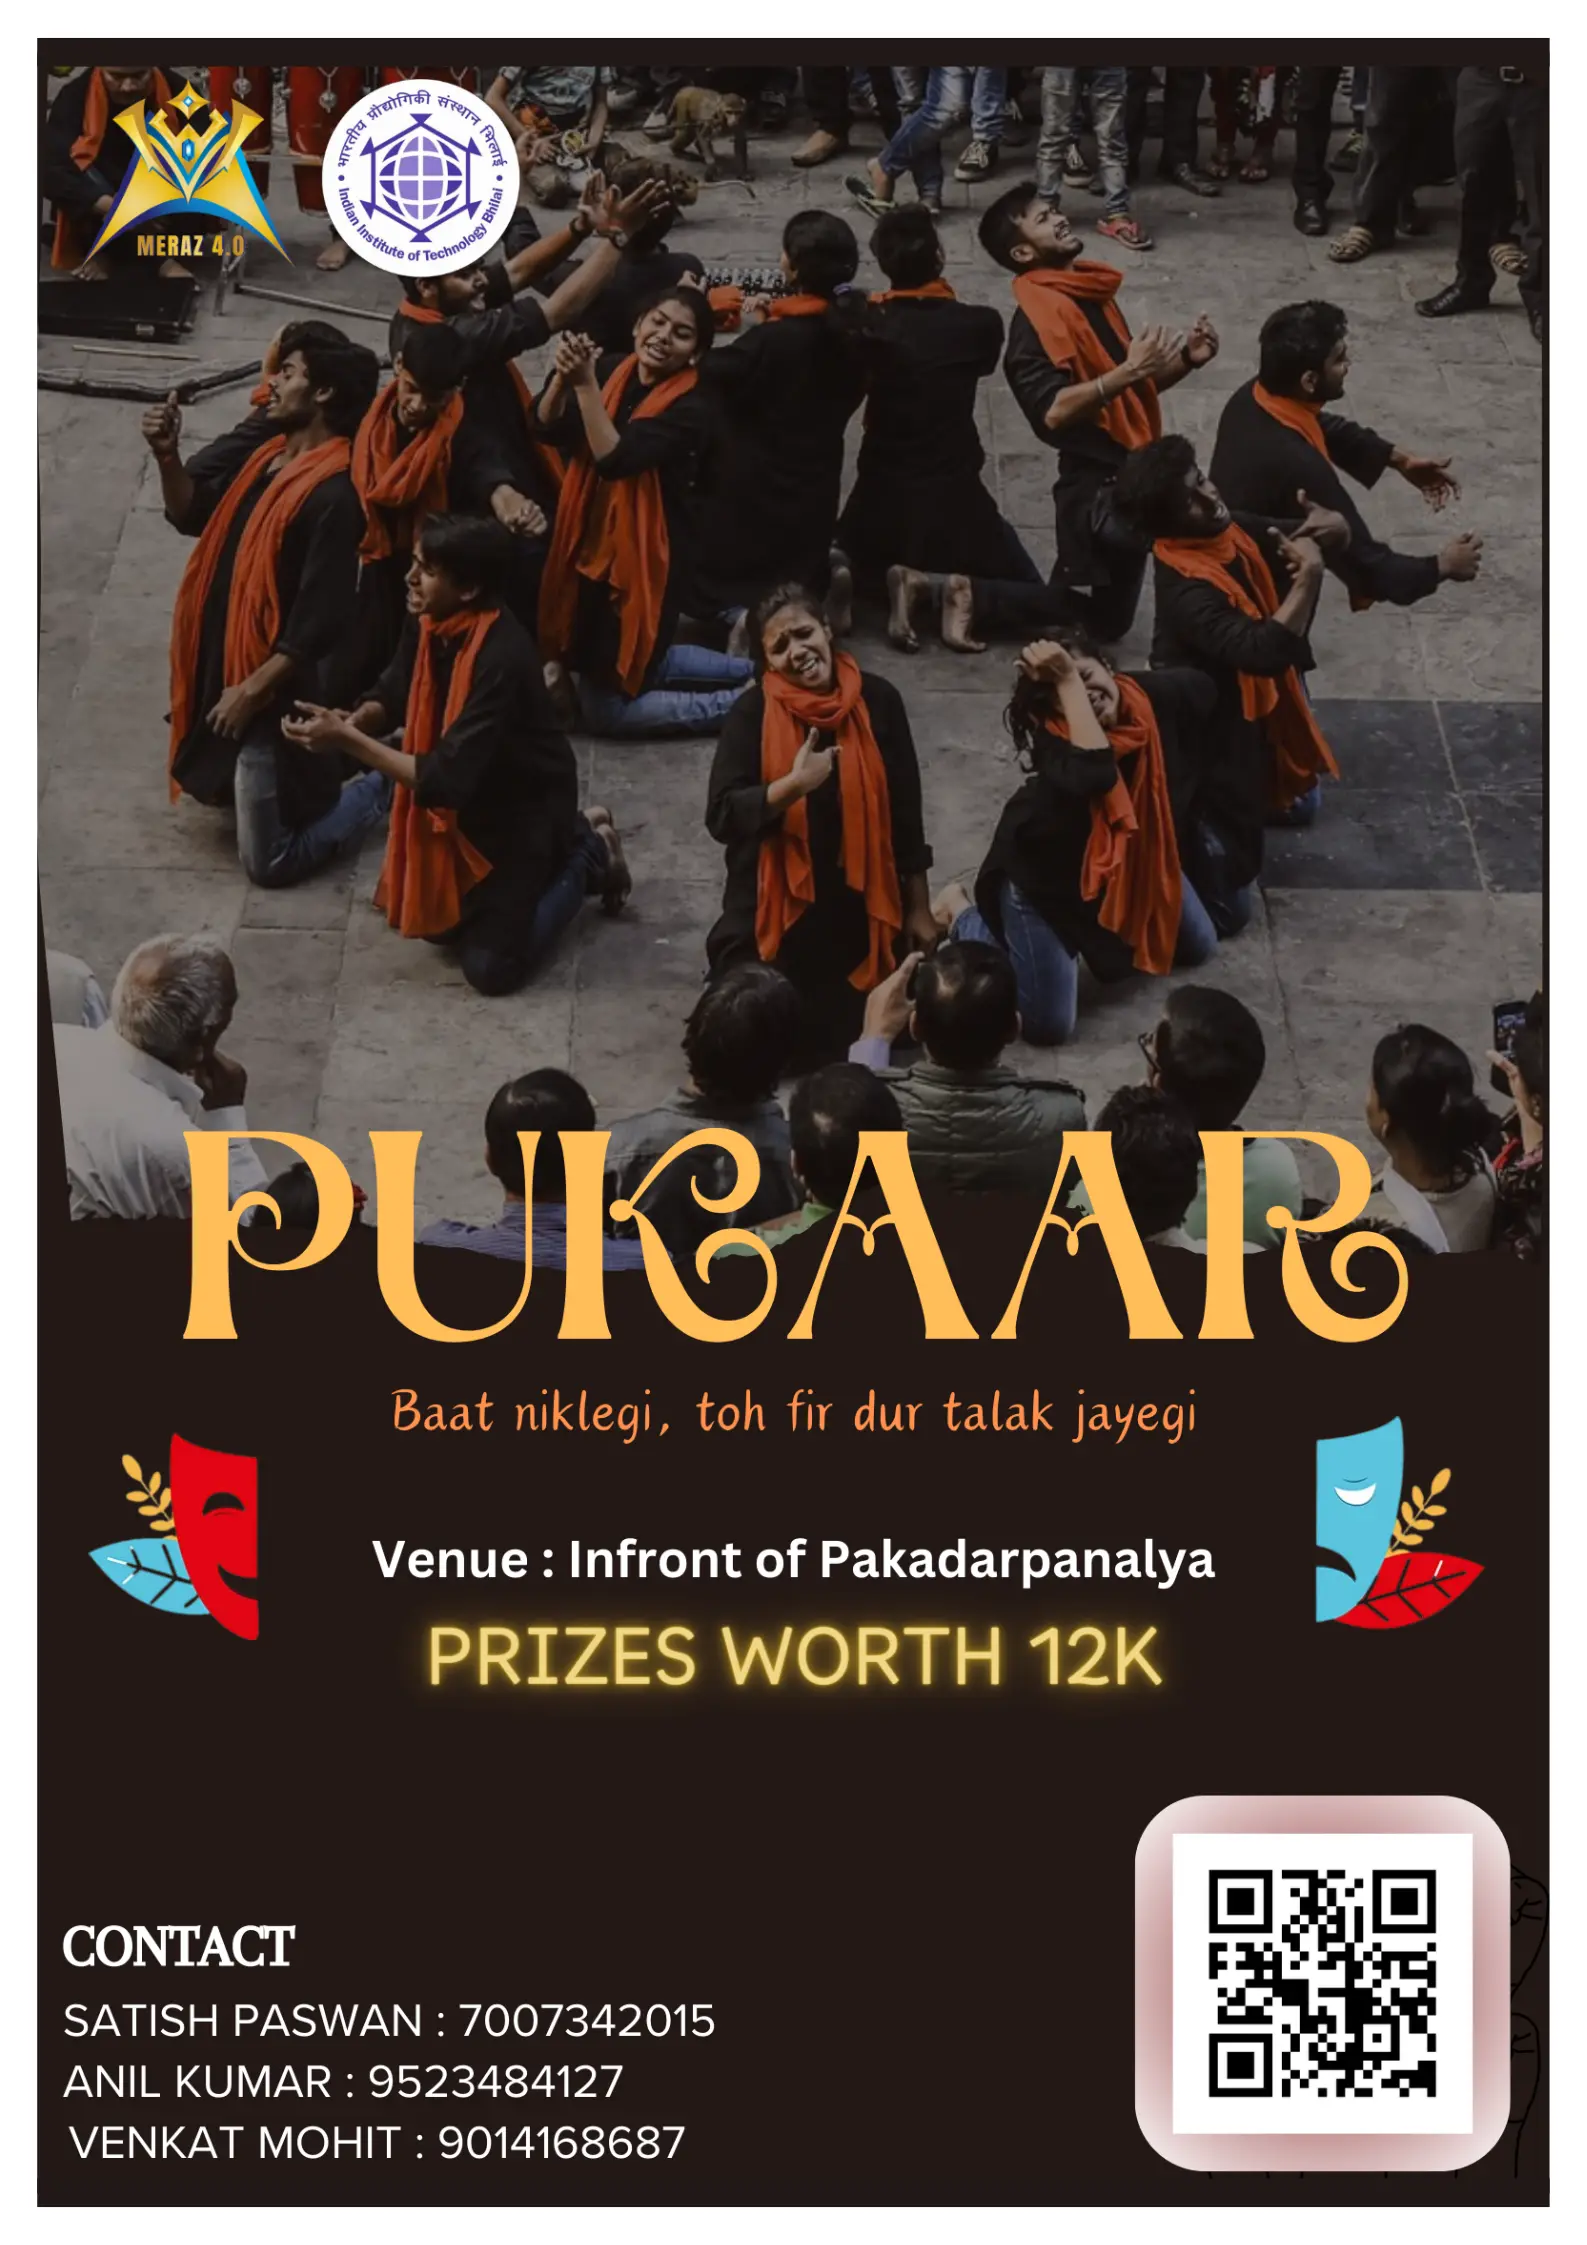 MERAZ 4.0
भारतीय प्रौद्योगिकी संस्थान भिलाई
Indian Institute of Technology Bhilai
PUKAAR
Baat niklegi, toh fir dur talak jayegi
Venue : Infront of Pakadarpanalya
PRIZES WORTH 12K
CONTACT
SATISH PASWAN : 7007342015
ANIL KUMAR : 9523484127
VENKAT MOHIT : 9014168687